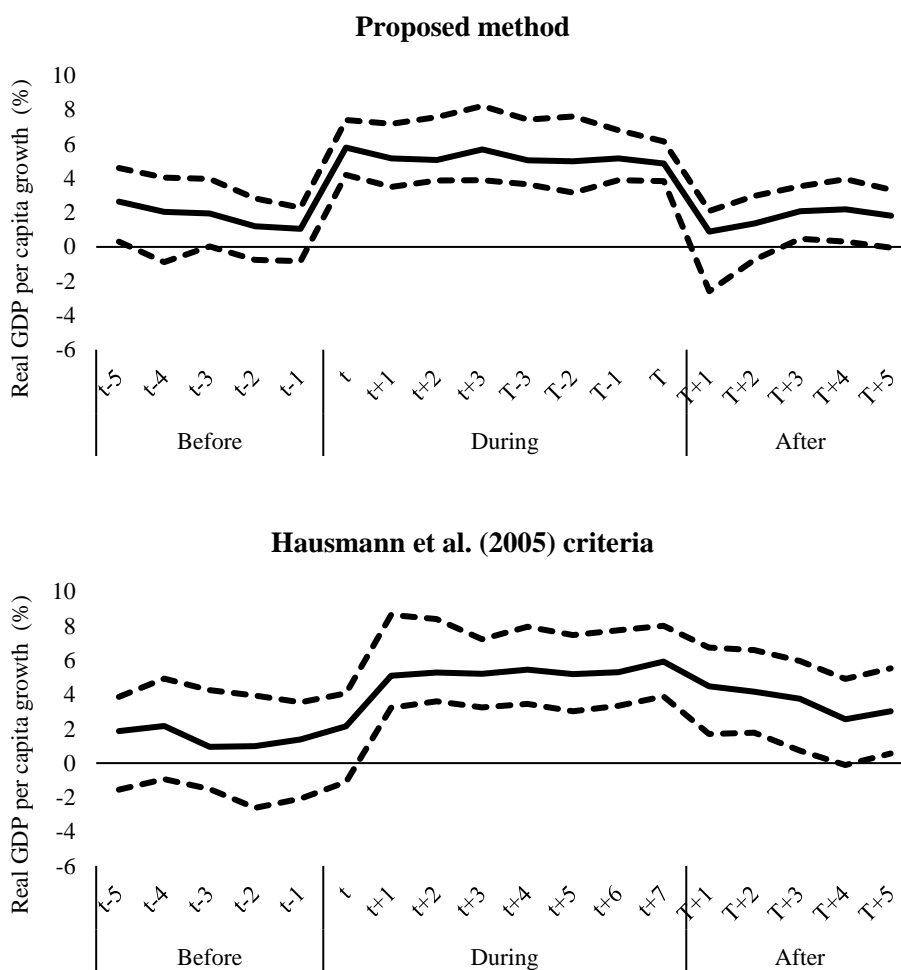 Proposed method
Real GDP per capita growth (%)
10
8
6
4
2
0
-2
-4
-6
t-5 t-4 t-3 t-2 t-1 t t+1 t+2 t+3 T-3 T-2 T-1 T T+1 T+2 T+3 T+4 T+5
Before During After
Hausmann et al. (2005) criteria
Real GDP per capita growth (%)
10
8
6
4
2
0
-2
-4
-6
t-5 t-4 t-3 t-2 t-1 t t+1 t+2 t+3 t+4 t+5 t+6 t+7 T+1 T+2 T+3 T+4 T+5
Before During After